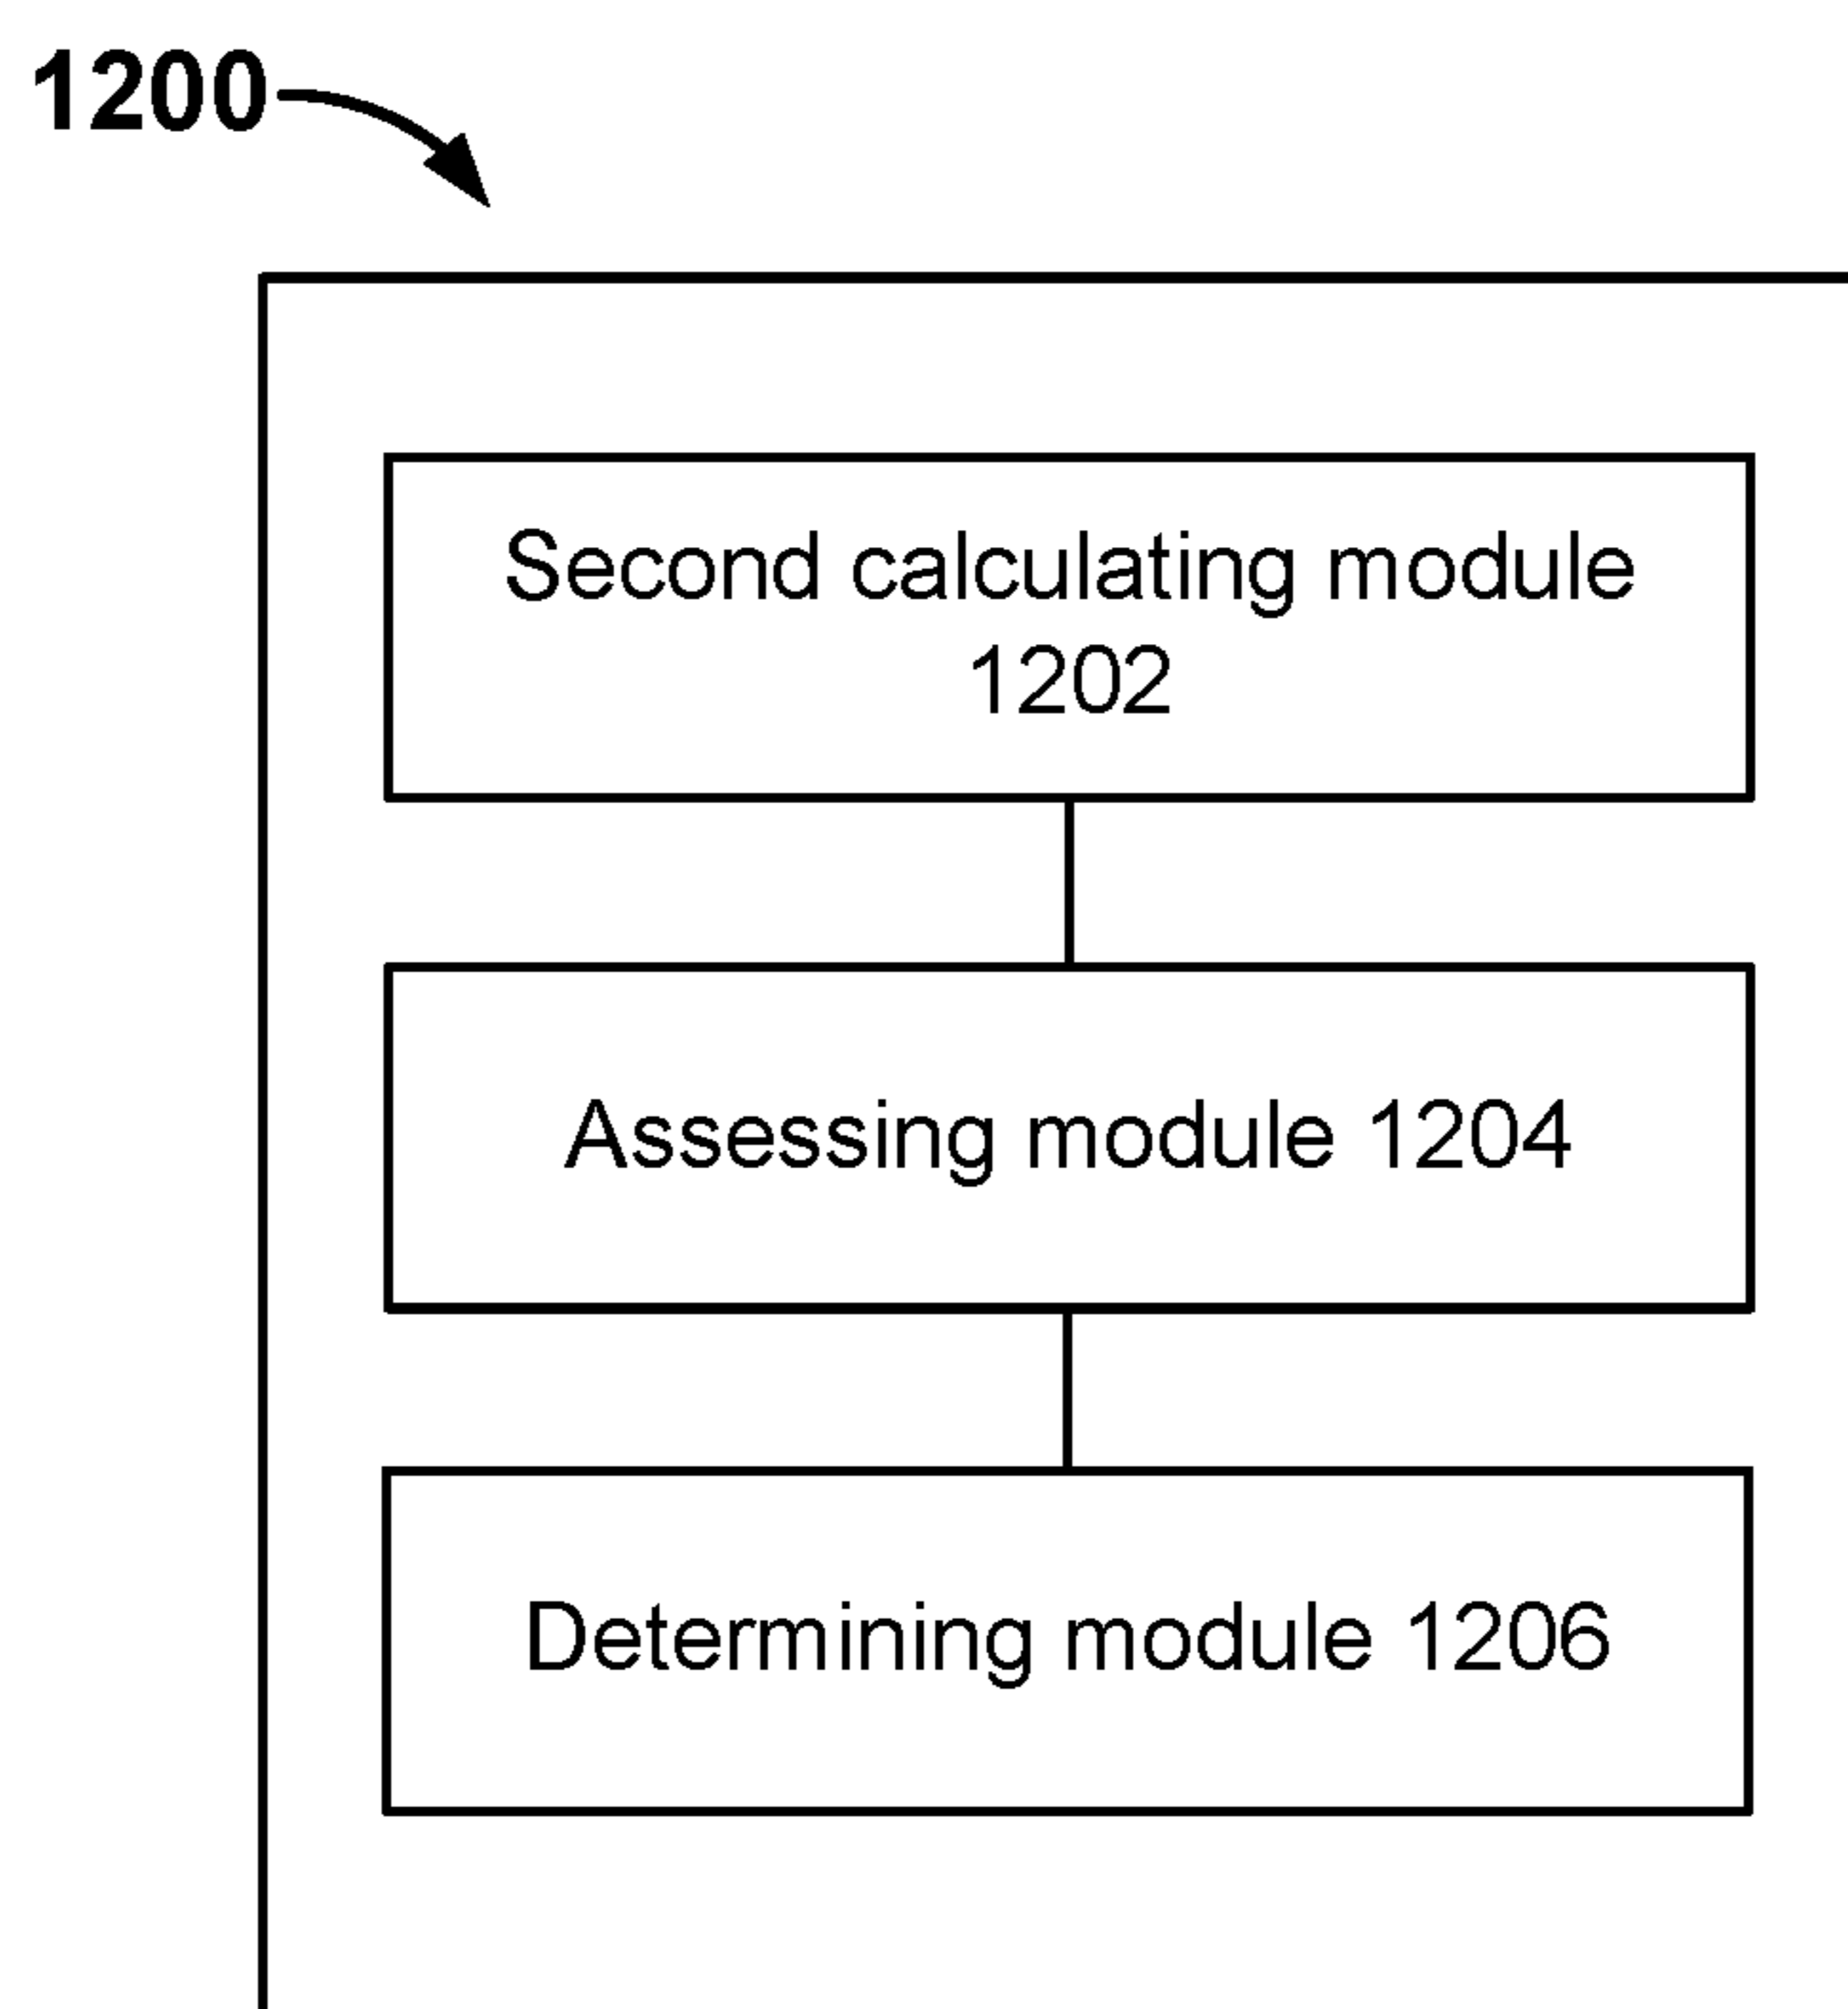 1200
Second calculating module
1202
Assessing module 1204
Determining module 1206